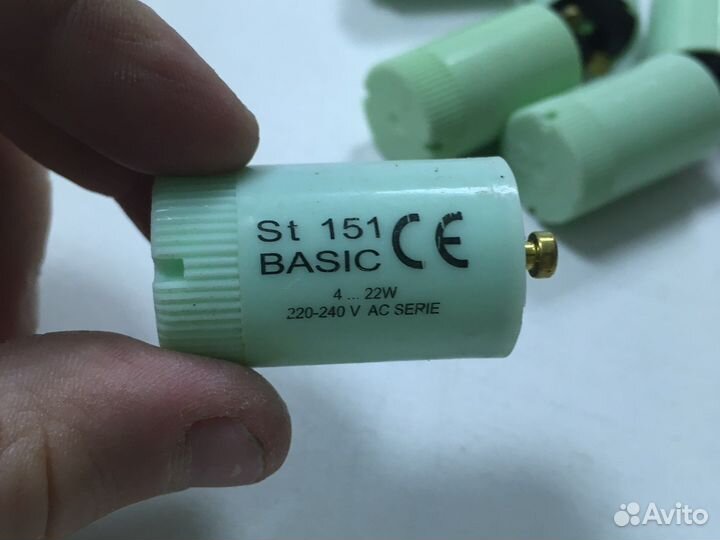 St 151 CE
BASIC
4 ... 22W
220-240 V AC SERIE
Avito